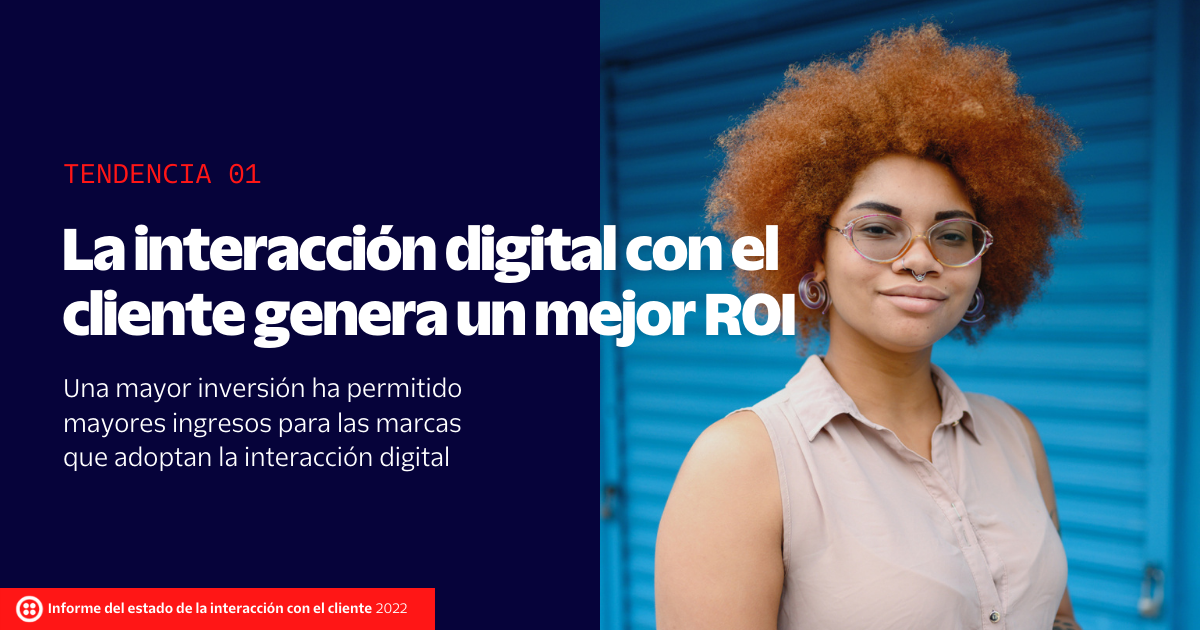 TENDENCIA 01
La interacción digital con el
cliente genera un mejor ROI
Una mayor inversión ha permitido
mayores ingresos para las marcas
que adoptan la interacción digital
Informe del estado de la interacción con el cliente 2022